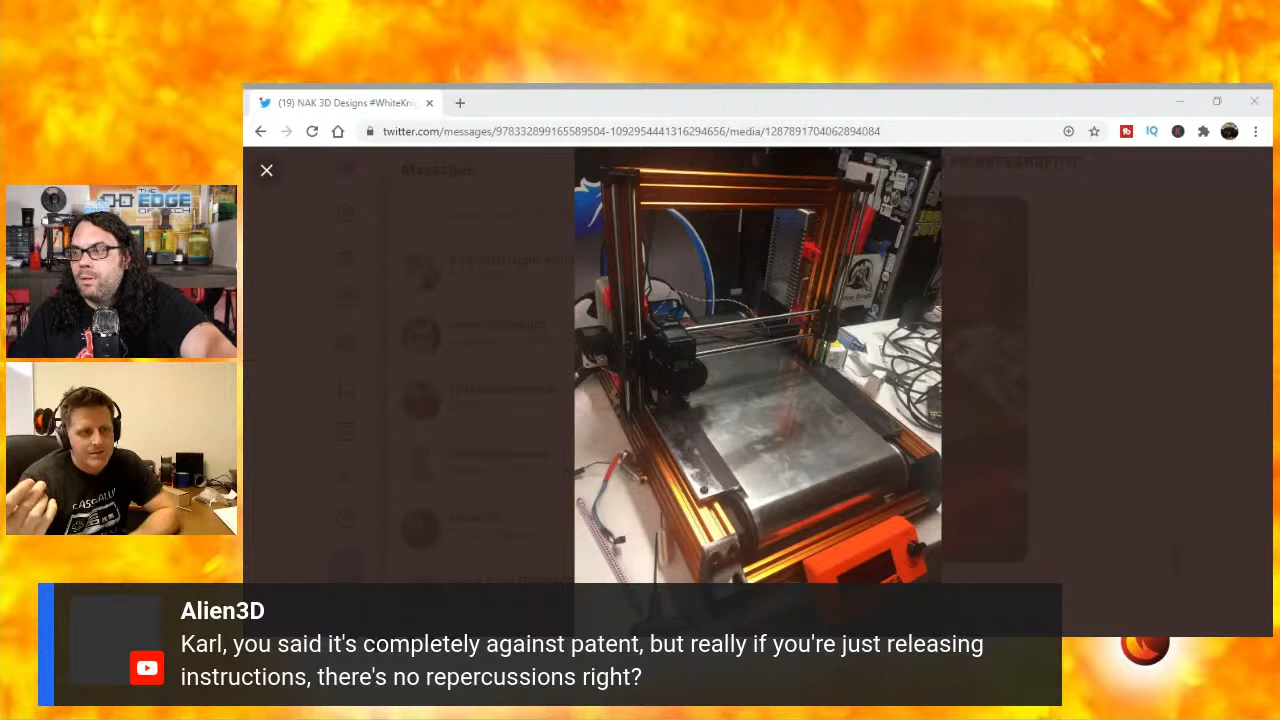 (19) NAK 3D Designs #WhiteKni
twitter.com/messages/978332899165589504-1092954441316294656/media/1287891704062894084
IQ
THE
EDGE
OF TECH
Alien3D
Karl, you said it's completely against patent, but really if you're just releasing
instructions, there's no repercussions right?